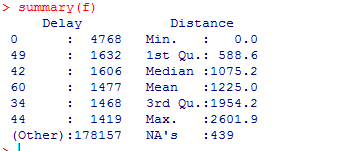 > summary(f)
     Delay            Distance
0      :  4768   Min.   :   0.0
49     :  1632   1st Qu.: 588.6
42     :  1606   Median :1075.2
60     :  1477   Mean   :1225.0
34     :  1468   3rd Qu.:1954.2
44     :  1419   Max.   :2601.9
(Other):178157   NA's   :439
>